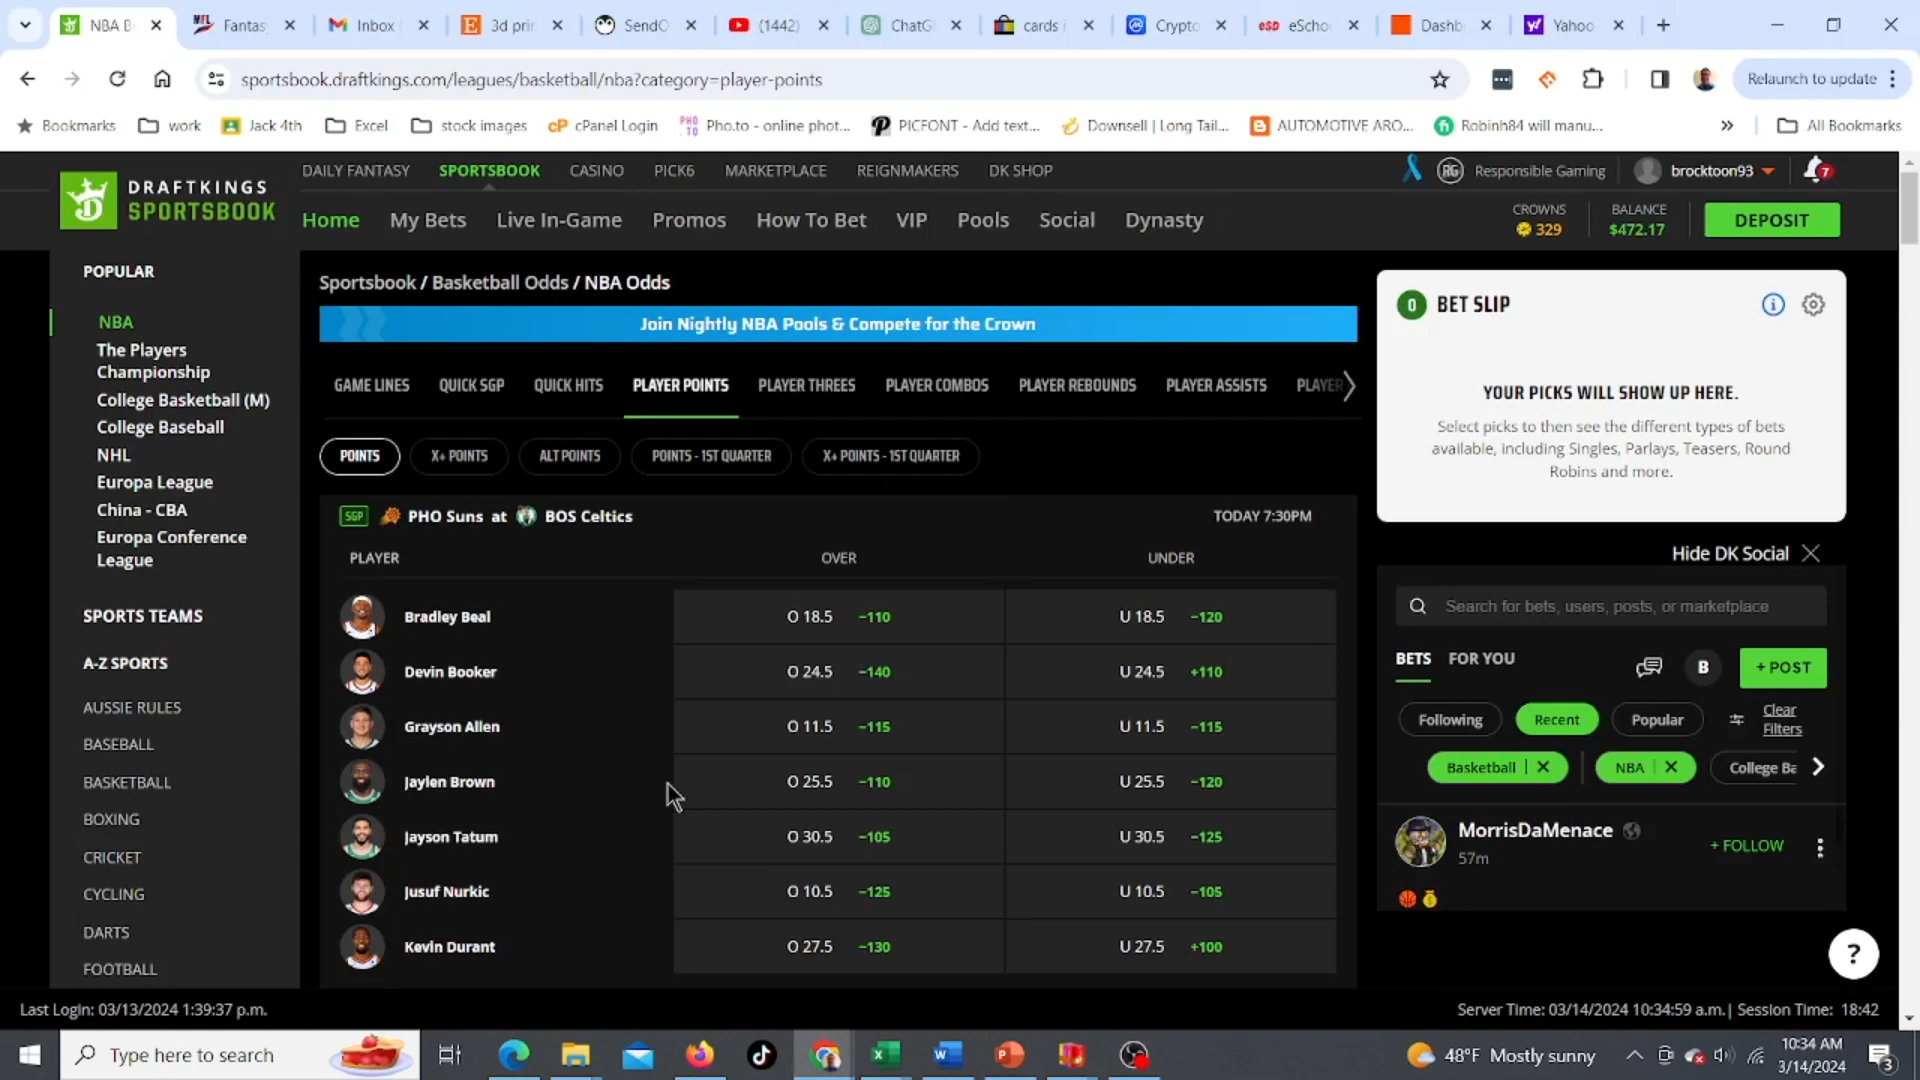 NBA B
Fantas
Inbox
3d prin
SendO
(1442)
ChatG
cards i
Crypto
eSD eScho
Dashb
Yahoo
sportsbook.draftkings.com/leagues/basketball/nba?category=player-points
Relaunch to update
Bookmarks
work
Jack 4th
Excel
stock images
cP cPanel Login
PHO.TO Pho.to - online phot...
PICFONT - Add text...
Downsell | Long Tail...
AUTOMOTIVE ARO...
Robinh84 will manu...
»
All Bookmarks
DRAFTKINGS
SPORTSBOOK
DAILY FANTASY SPORTSBOOK CASINO PICK6 MARKETPLACE REIGNMAKERS DK SHOP
RG Responsible Gaming
brocktoon93
7
Home My Bets Live In-Game Promos How To Bet VIP Pools Social Dynasty
CROWNS
329
BALANCE
$472.17
DEPOSIT
POPULAR
NBA
The Players
Championship
College Basketball (M)
College Baseball
NHL
Europa League
China - CBA
Europa Conference
League
SPORTS TEAMS
A-Z SPORTS
AUSSIE RULES
BASEBALL
BASKETBALL
BOXING
CRICKET
CYCLING
DARTS
FOOTBALL
Sportsbook / Basketball Odds / NBA Odds
Join Nightly NBA Pools & Compete for the Crown
GAME LINES QUICK SGP QUICK HITS PLAYER POINTS PLAYER THREES PLAYER COMBOS PLAYER REBOUNDS PLAYER ASSISTS PLAYER
POINTS X+ POINTS ALT POINTS POINTS - 1ST QUARTER X+ POINTS - 1ST QUARTER
SGP PHO Suns at BOS Celtics TODAY 7:30PM
PLAYER OVER UNDER
Bradley Beal O 18.5 −110 U 18.5 −120
Devin Booker O 24.5 −140 U 24.5 +110
Grayson Allen O 11.5 −115 U 11.5 −115
Jaylen Brown O 25.5 −110 U 25.5 −120
Jayson Tatum O 30.5 −105 U 30.5 −125
Jusuf Nurkic O 10.5 −125 U 10.5 −105
Kevin Durant O 27.5 −130 U 27.5 +100
0 BET SLIP
YOUR PICKS WILL SHOW UP HERE.
Select picks to then see the different types of bets
available, including Singles, Parlays, Teasers, Round
Robins and more.
Hide DK Social
Search for bets, users, posts, or marketplace
BETS FOR YOU B + POST
Following Recent Popular Clear
Filters
Basketball NBA College Ba
MorrisDaMenace
57m
+ FOLLOW
?
Last Login: 03/13/2024 1:39:37 p.m.
Server Time: 03/14/2024 10:34:59 a.m.| Session Time: 18:42
Type here to search
48°F Mostly sunny
10:34 AM
3/14/2024
3